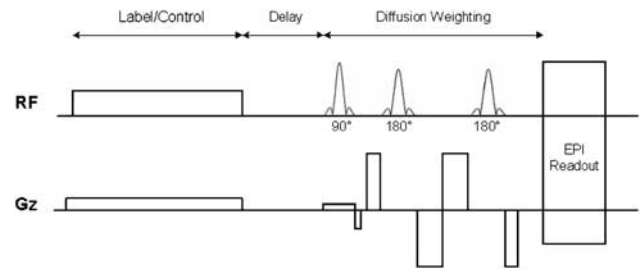 Label/Control Delay Diffusion Weighting
RF
90° 180° 180°
EPI
Readout
Gz